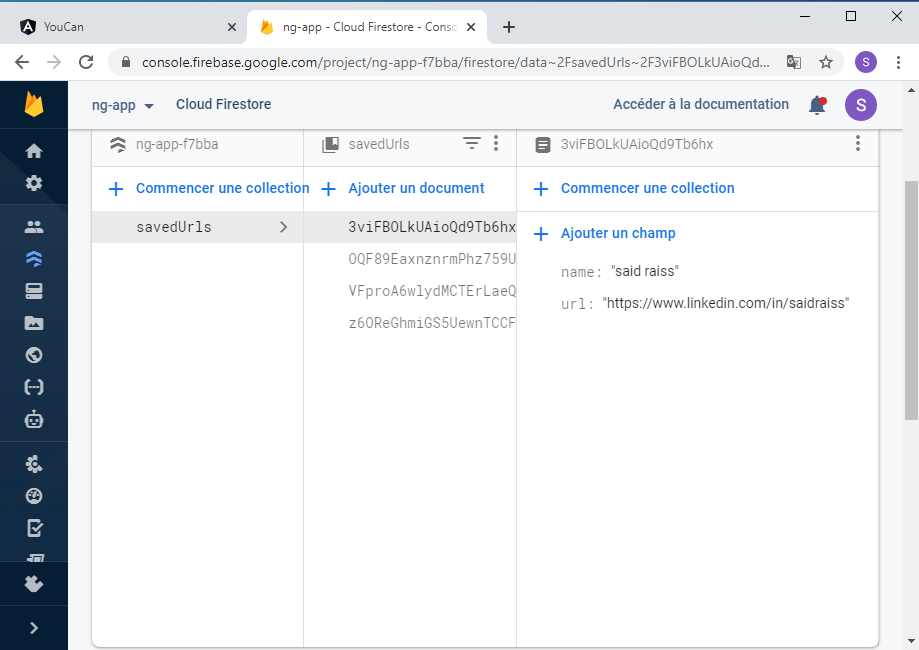 YouCan
ng-app - Cloud Firestore - Conso
console.firebase.google.com/project/ng-app-f7bba/firestore/data~2FsavedUrls~2F3viFBOLkUAioQd...
S
ng-app
Cloud Firestore
Accéder à la documentation
S
ng-app-f7bba
savedUrls
3viFBOLkUAioQd9Tb6hx
Commencer une collection
Ajouter un document
Commencer une collection
savedUrls
3viFBOLkUAioQd9Tb6hx
OQF89EaxnznrmPhz759U
VFproA6wlydMCTErLaeQ
z6OReGhmiGS5UewnTCCF
Ajouter un champ
name: "said raiss"
url: "https://www.linkedin.com/in/saidraiss"